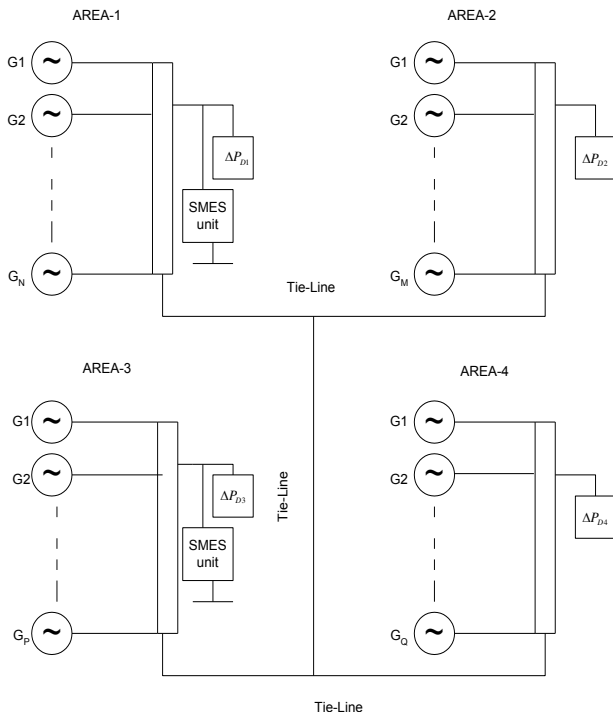 AREA-1
G1
G2
ΔP_D1
SMES
unit
G_N
AREA-2
G1
G2
ΔP_D2
G_M
Tie-Line
AREA-3
G1
G2
ΔP_D3
SMES
unit
G_P
Tie-Line
AREA-4
G1
G2
ΔP_D4
G_Q
Tie-Line